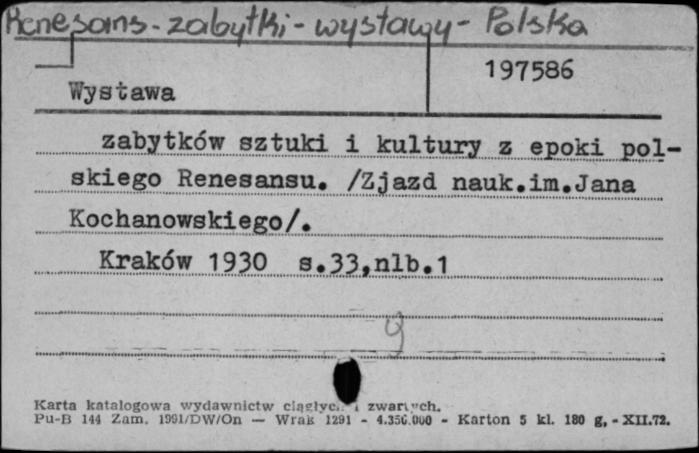 Renesans - zabytki - wystawy - Polska
197586
Wystawa
zabytków sztuki i kultury z epoki pol-
skiego Renesansu. /Zjazd nauk.im.Jana
Kochanowskiego/.
Kraków 1930 s.33,nlb.1
g
Karta katalogowa wydawnictw ciągłych i zwartych.
Pu-B 144 Zam. 1991/DW/On — Wrab 1291 - 4.350.000 - Karton 5 kl. 180 g, - XII.72.